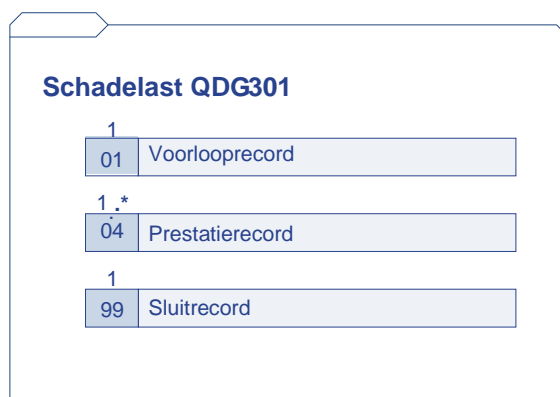 Schadelast QDG301
1
01 Voorlooprecord
1..*
04 Prestatierecord
1
99 Sluitrecord